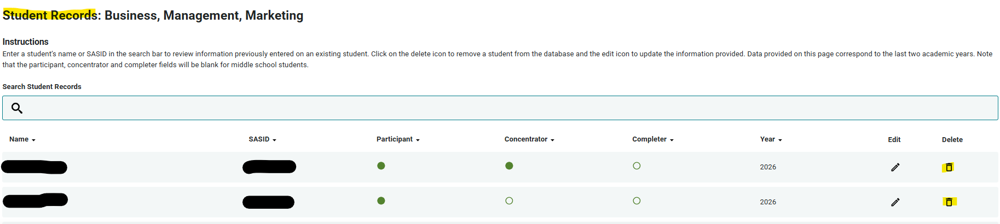 Student Records: Business, Management, Marketing
Instructions
Enter a student's name or SASID in the search bar to review information previously entered on an existing student. Click on the delete icon to remove a student from the database and the edit icon to update the information provided. Data provided on this page correspond to the last two academic years. Note
that the participant, concentrator and completer fields will be blank for middle school students.
Search Student Records
Name SASID Participant Concentrator Completer Year Edit Delete
2026
2026